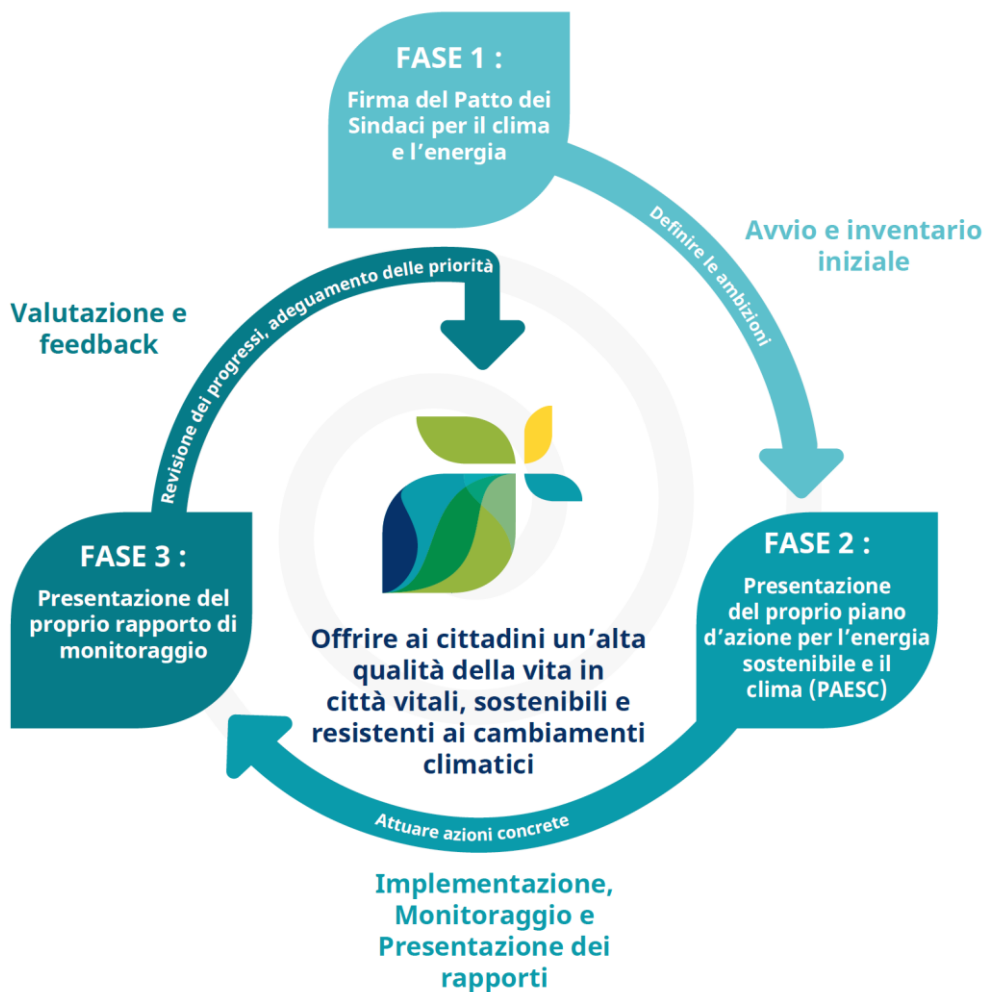 FASE 1 :
Firma del Patto dei
Sindaci per il clima
e l’energia
Definire le ambizioni
Avvio e inventario
iniziale
FASE 2 :
Presentazione
del proprio piano
d’azione per l’energia
sostenibile e il
clima (PAESC)
Attuare azioni concrete
Implementazione,
Monitoraggio e
Presentazione dei
rapporti
FASE 3 :
Presentazione del
proprio rapporto di
monitoraggio
Revisione dei progressi, adeguamento delle priorità
Valutazione e
feedback
Offrire ai cittadini un’alta
qualità della vita in
città vitali, sostenibili e
resistenti ai cambiamenti
climatici